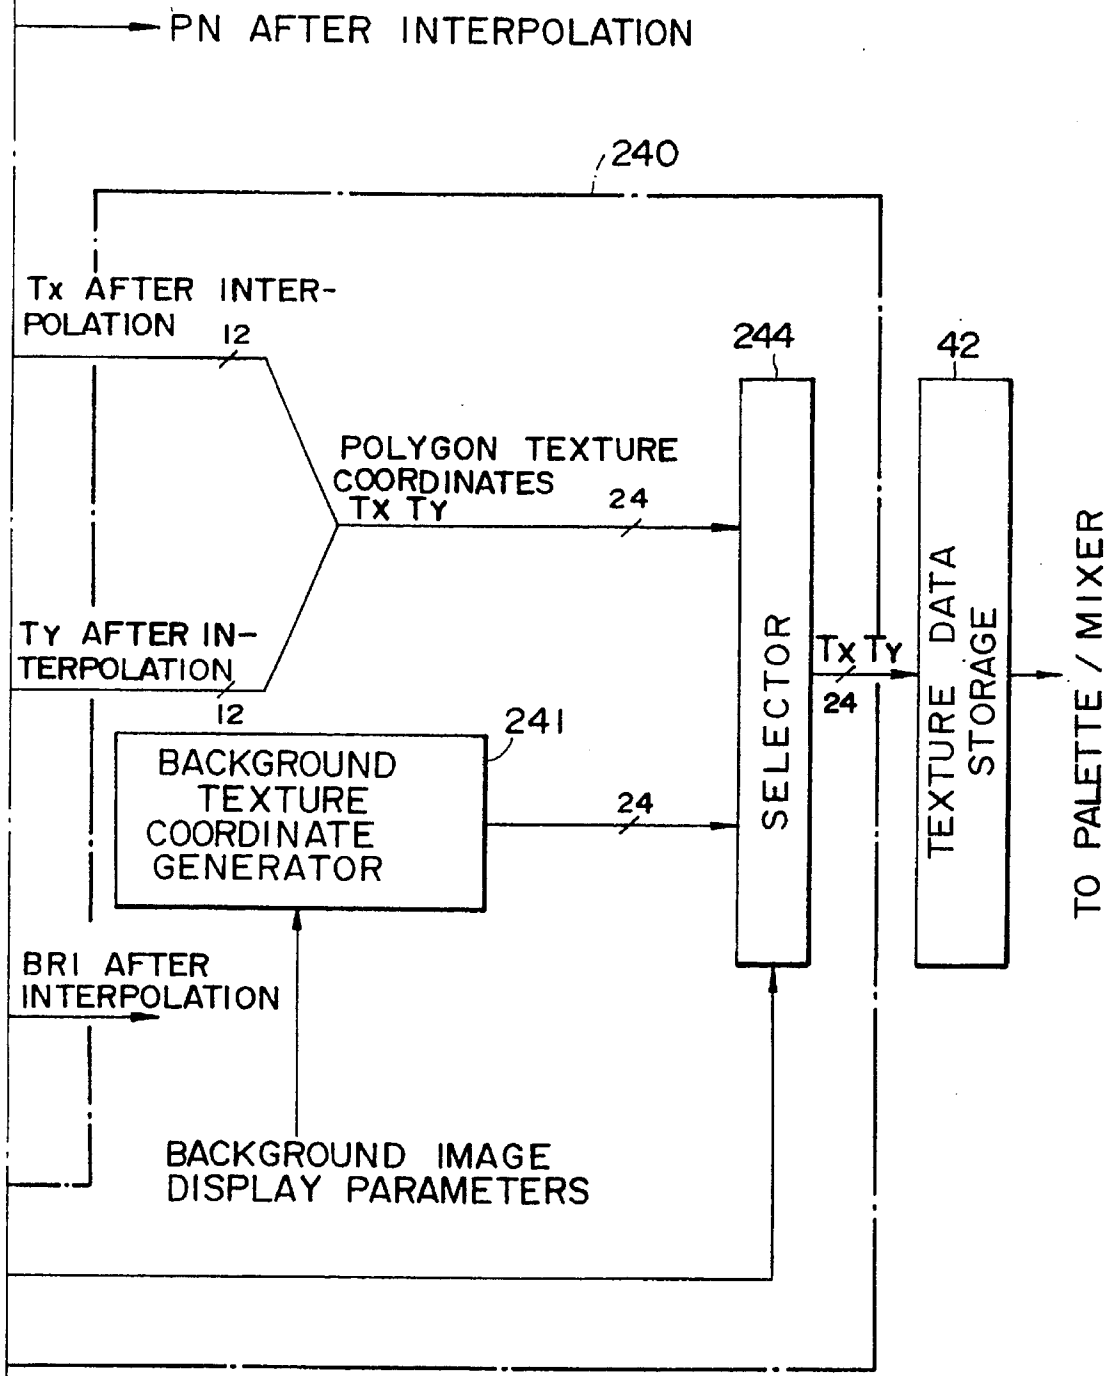 PN AFTER INTERPOLATION
240
Tx AFTER INTER-
POLATION
12
244
42
POLYGON TEXTURE
COORDINATES
Tx Ty
24
Ty AFTER IN-
TERPOLATION
12
241
BACKGROUND
TEXTURE
COORDINATE
GENERATOR
24
SELECTOR
Tx Ty
24
TEXTURE DATA
STORAGE
TO PALETTE / MIXER
BRI AFTER
INTERPOLATION
BACKGROUND IMAGE
DISPLAY PARAMETERS